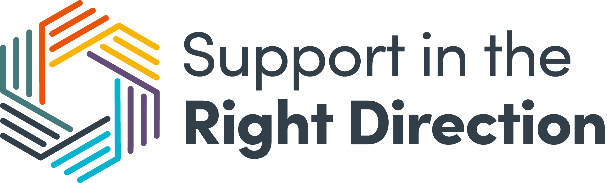 Support in the
Right Direction